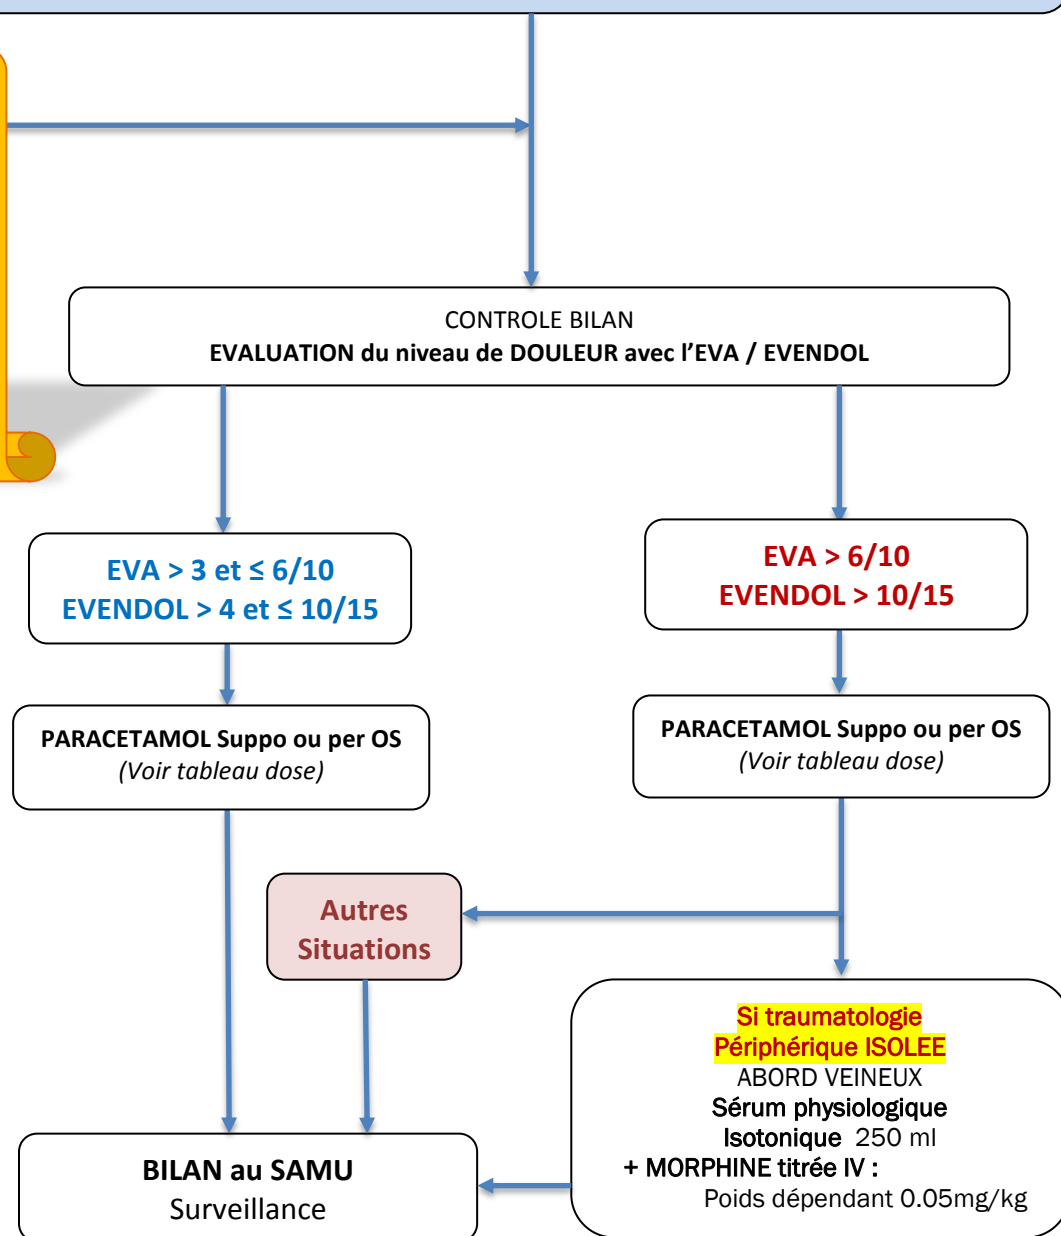 CONTROLE BILAN
EVALUATION du niveau de DOULEUR avec l’EVA / EVENDOL
EVA > 3 et ≤ 6/10
EVENDOL > 4 et ≤ 10/15
EVA > 6/10
EVENDOL > 10/15
PARACETAMOL Suppo ou per OS
(Voir tableau dose)
PARACETAMOL Suppo ou per OS
(Voir tableau dose)
Autres
Situations
Si traumatologie
Périphérique ISOLEE
ABORD VEINEUX
Sérum physiologique
Isotonique 250 ml
+ MORPHINE titrée IV :
Poids dépendant 0.05mg/kg
BILAN au SAMU
Surveillance